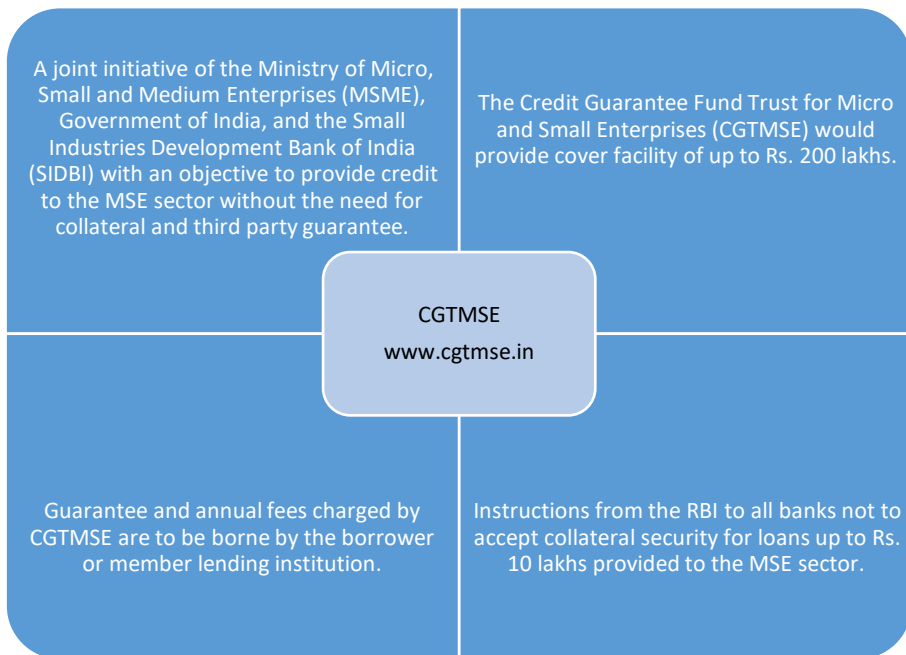 A joint initiative of the Ministry of Micro,
Small and Medium Enterprises (MSME),
Government of India, and the Small
Industries Development Bank of India
(SIDBI) with an objective to provide credit
to the MSE sector without the need for
collateral and third party guarantee.
The Credit Guarantee Fund Trust for Micro
and Small Enterprises (CGTMSE) would
provide cover facility of up to Rs. 200 lakhs.
CGTMSE
www.cgtmse.in
Guarantee and annual fees charged by
CGTMSE are to be borne by the borrower
or member lending institution.
Instructions from the RBI to all banks not to
accept collateral security for loans up to Rs.
10 lakhs provided to the MSE sector.